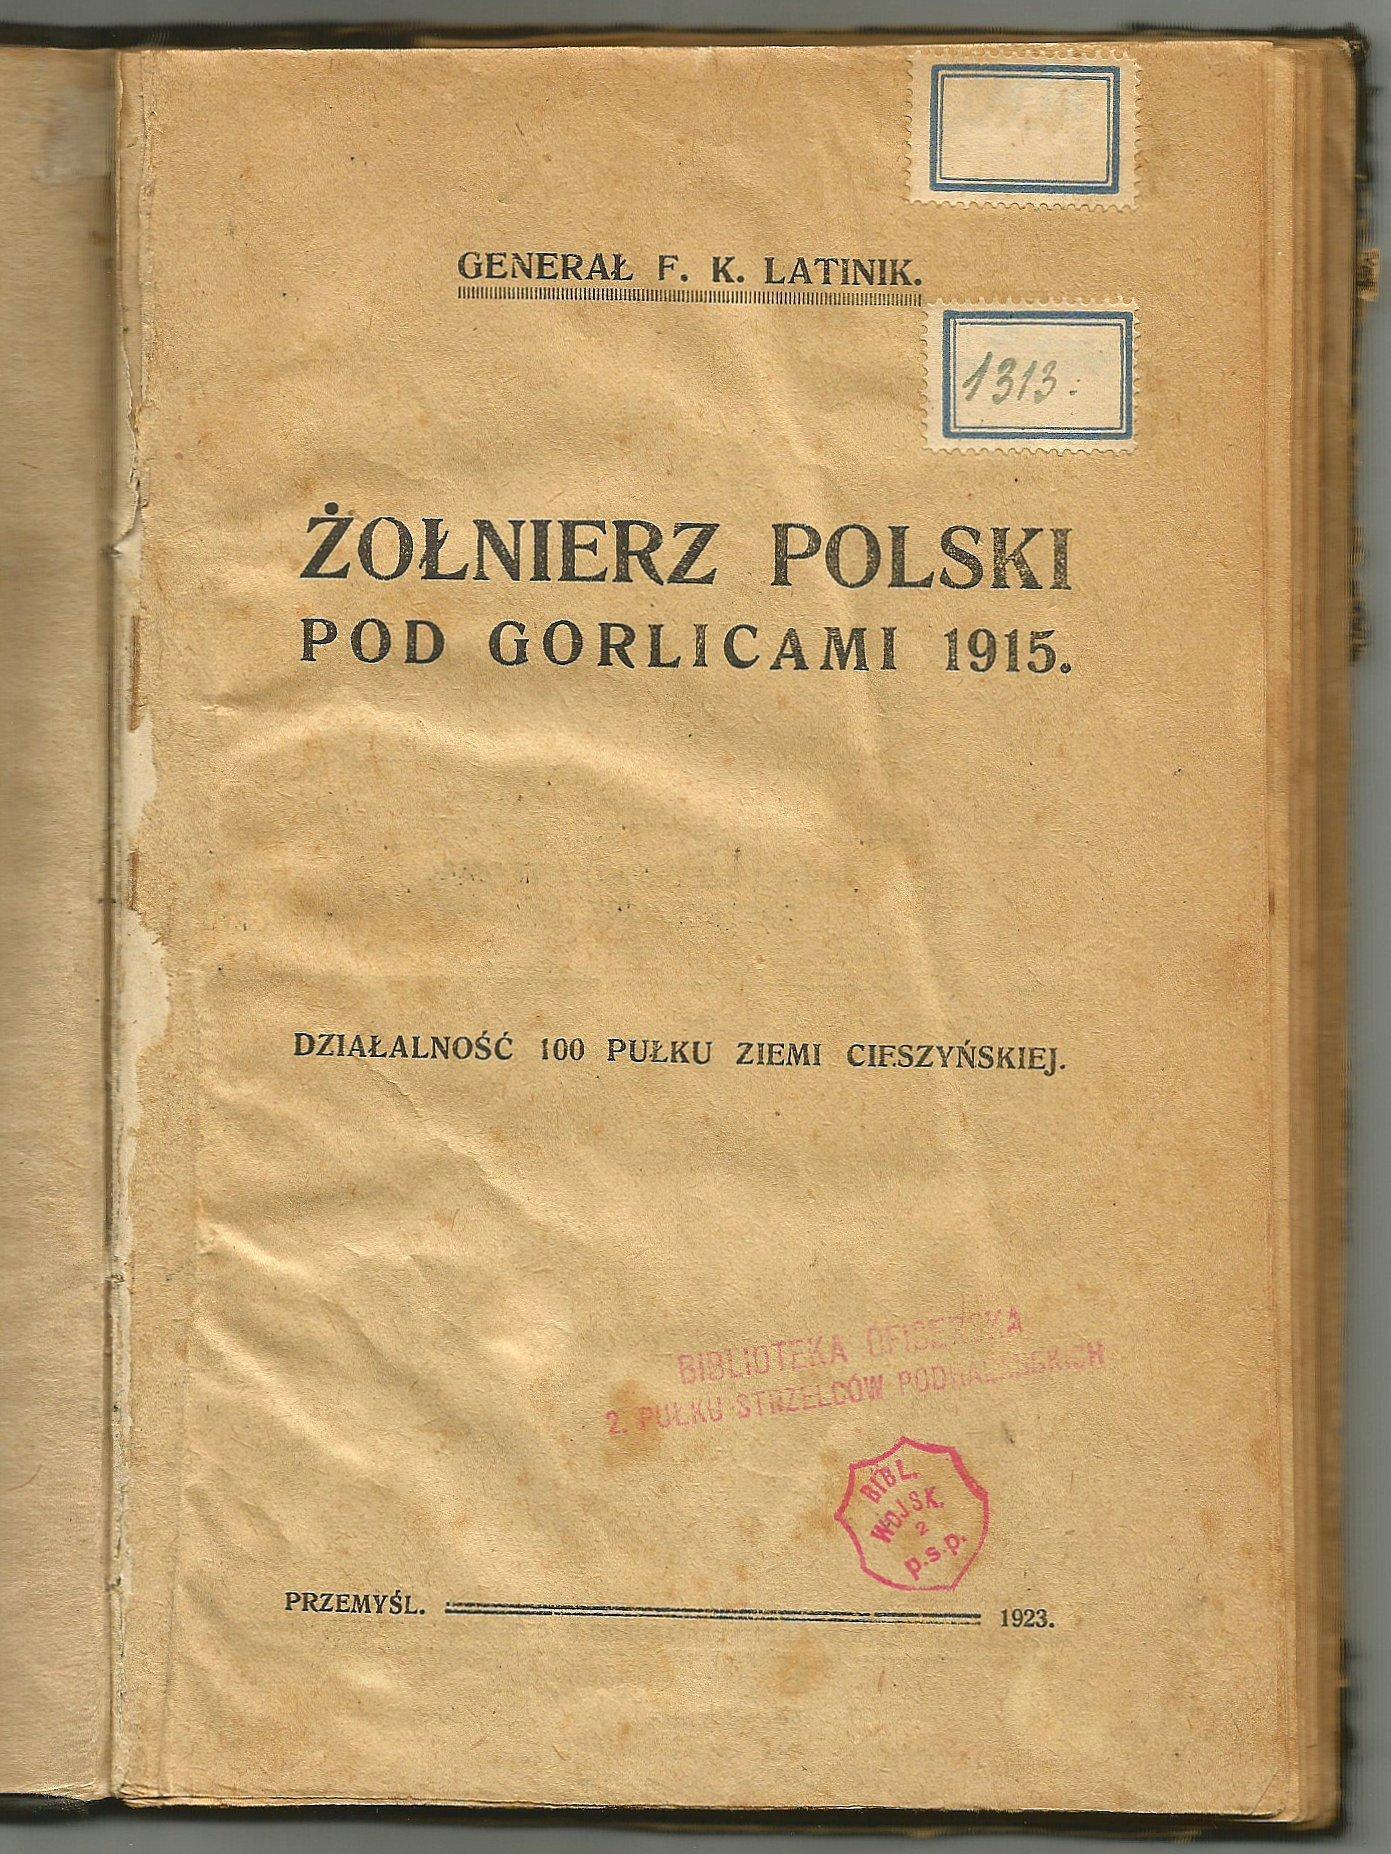 GENERAŁ F. K. LATINIK.
1313.
ŻOŁNIERZ POLSKI
POD GORLICAMI 1915.
DZIAŁALNOŚĆ 100 PUŁKU ZIEMI CIESZYŃSKIEJ.
BIBLIOTEKA OFICERSKA
2. PUŁKU STRZELCÓW PODHALAŃSKICH
BIBL.
WOJSK.
2
p.s.p.
PRZEMYŚL. 1923.